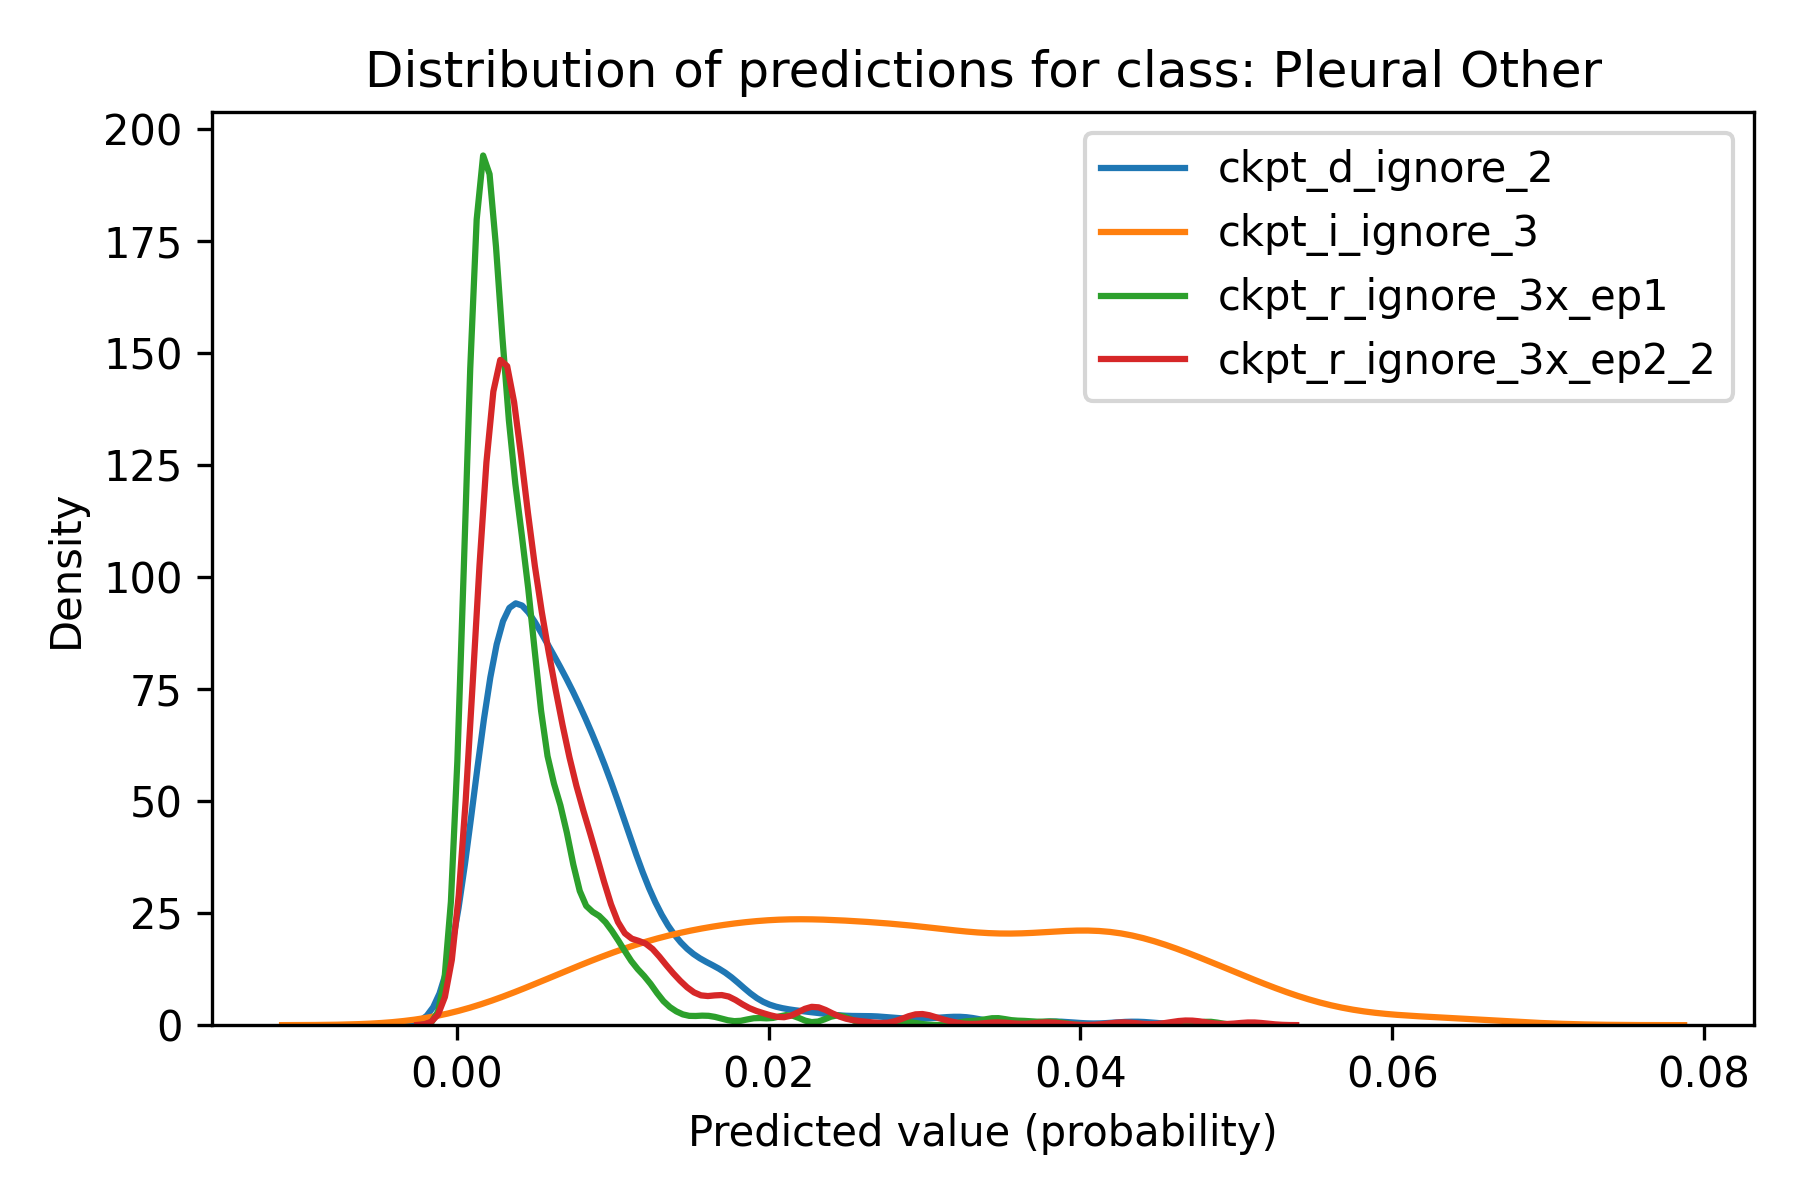 Distribution of predictions for class: Pleural Other
200
175
150
125
100
75
50
25
0
Density
ckpt_d_ignore_2
ckpt_i_ignore_3
ckpt_r_ignore_3x_ep1
ckpt_r_ignore_3x_ep2_2
0.00 0.02 0.04 0.06 0.08
Predicted value (probability)